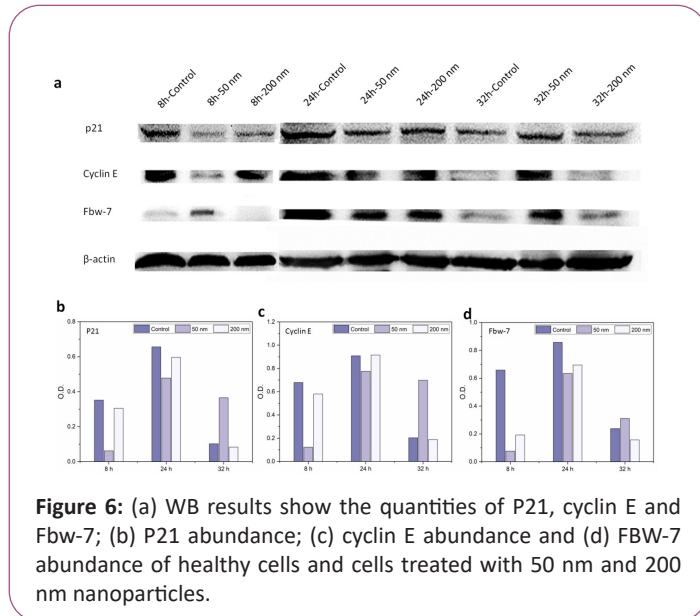 a
8h-Control 8h-50 nm 8h-200 nm 24h-Control 24h-50 nm 24h-200 nm 32h-Control 32h-50 nm 32h-200 nm
p21
Cyclin E
Fbw-7
β-actin
b
P21
Control 50 nm 200 nm
O.D.
0.8
0.6
0.4
0.2
0.0
8 h 24 h 32 h
c
Cyclin E
Control 50 nm 200 nm
O.D.
1.2
1.0
0.8
0.6
0.4
0.2
0.0
8 h 24 h 32 h
d
Fbw-7
Control 50 nm 200 nm
O.D.
1.0
0.8
0.6
0.4
0.2
0.0
8 h 24 h 32 h
Figure 6: (a) WB results show the quantities of P21, cyclin E and
Fbw-7; (b) P21 abundance; (c) cyclin E abundance and (d) FBW-7
abundance of healthy cells and cells treated with 50 nm and 200
nm nanoparticles.